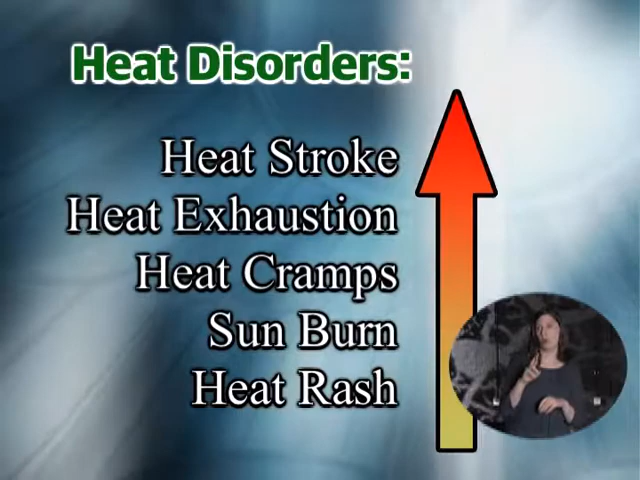 Heat Disorders:
Heat Stroke
Heat Exhaustion
Heat Cramps
Sun Burn
Heat Rash